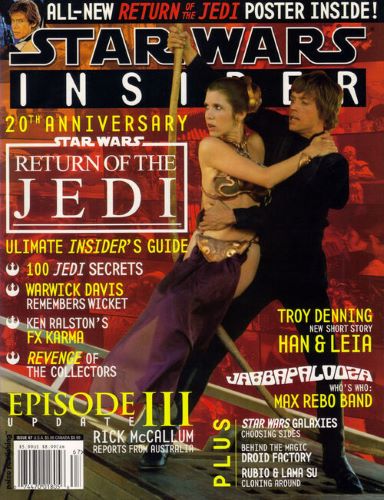 ALL-NEW RETURN OF THE JEDI POSTER INSIDE!
STAR WARS
INSIDER
20TH ANNIVERSARY
STAR WARS
RETURN OF THE
JEDI
ULIMATE INSIDER'S GUIDE
100 JEDI SECRETS
WARWICK DAVIS
REMEMBERS WICKET
KEN RALSTON'S
FX KARMA
REVENGE OF
THE COLLECTORS
EPISODE III
UPDATE
RICK McCALLUM
REPORTS FROM AUSTRALIA
TROY DENNING
NEW SHORT STORY
HAN & LEIA
JABBAPALOOZA
WHO'S WHO:
MAX REBO BAND
PLUS
STAR WARS GALAXIES
CHOOSING SIDES
BEHIND THE MAGIC
DROID FACTORY
RUBIO & LAMA SU
CLONING AROUND
ISSUE 67